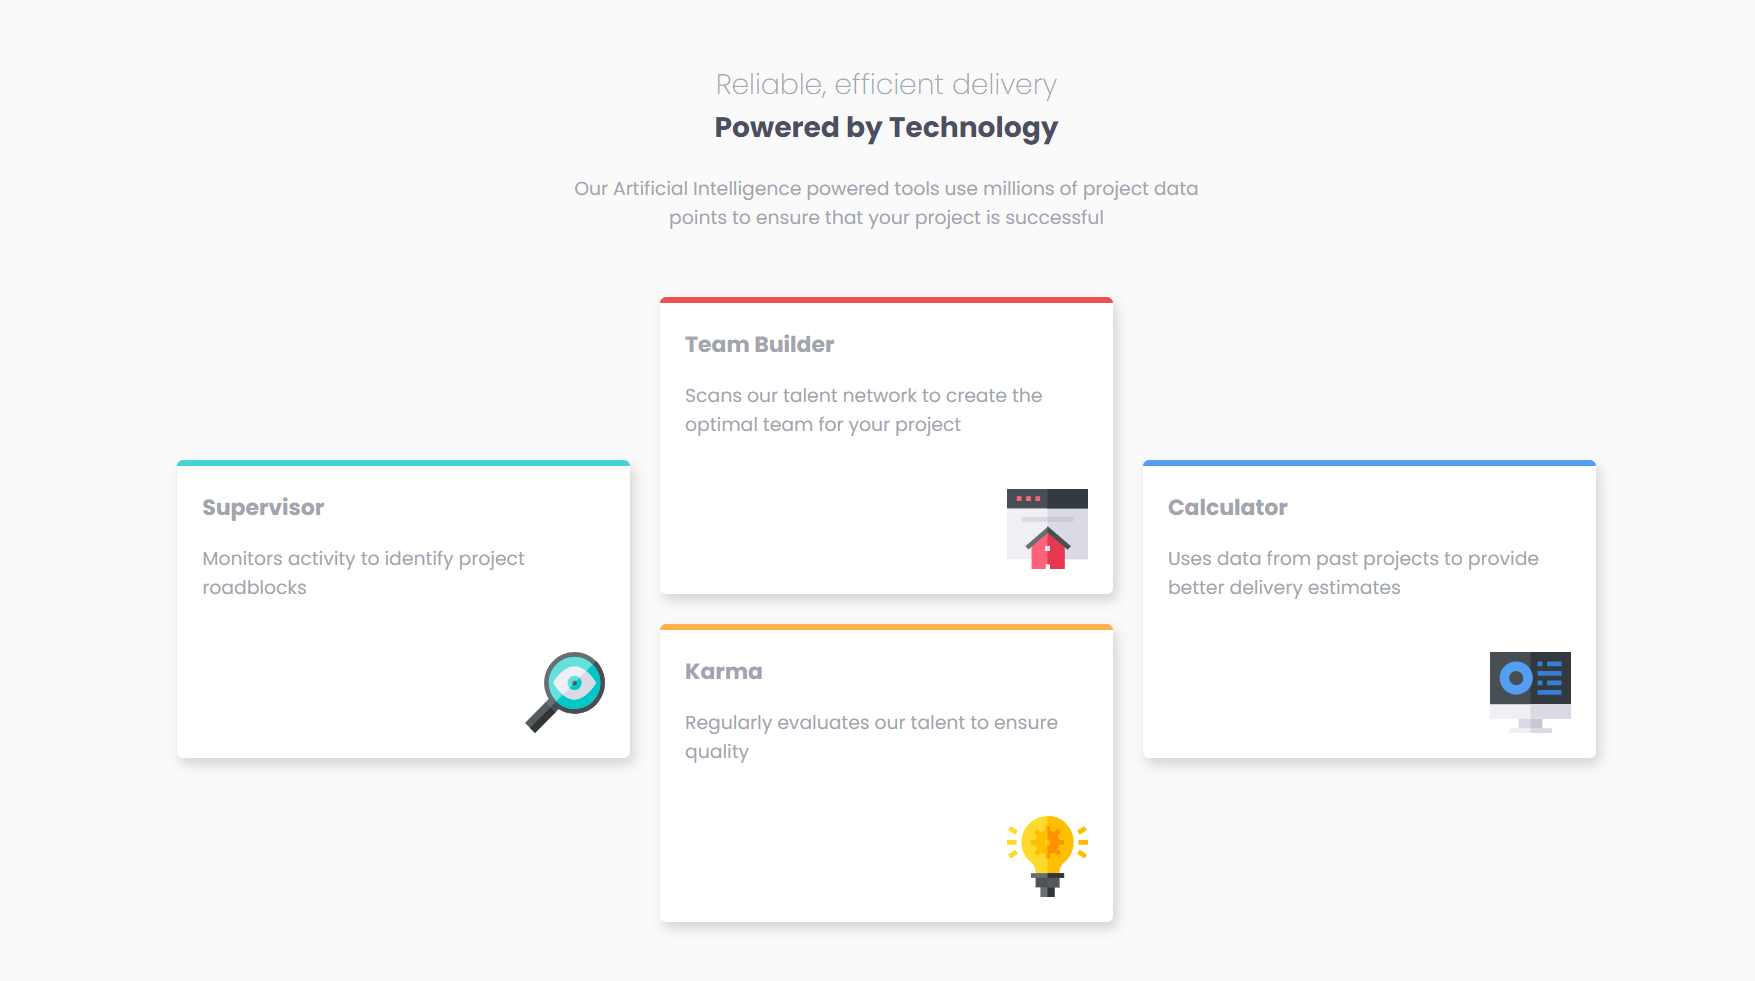 Reliable, efficient delivery
Powered by Technology
Our Artificial Intelligence powered tools use millions of project data
points to ensure that your project is successful
Supervisor
Monitors activity to identify project
roadblocks
Team Builder
Scans our talent network to create the
optimal team for your project
Karma
Regularly evaluates our talent to ensure
quality
Calculator
Uses data from past projects to provide
better delivery estimates